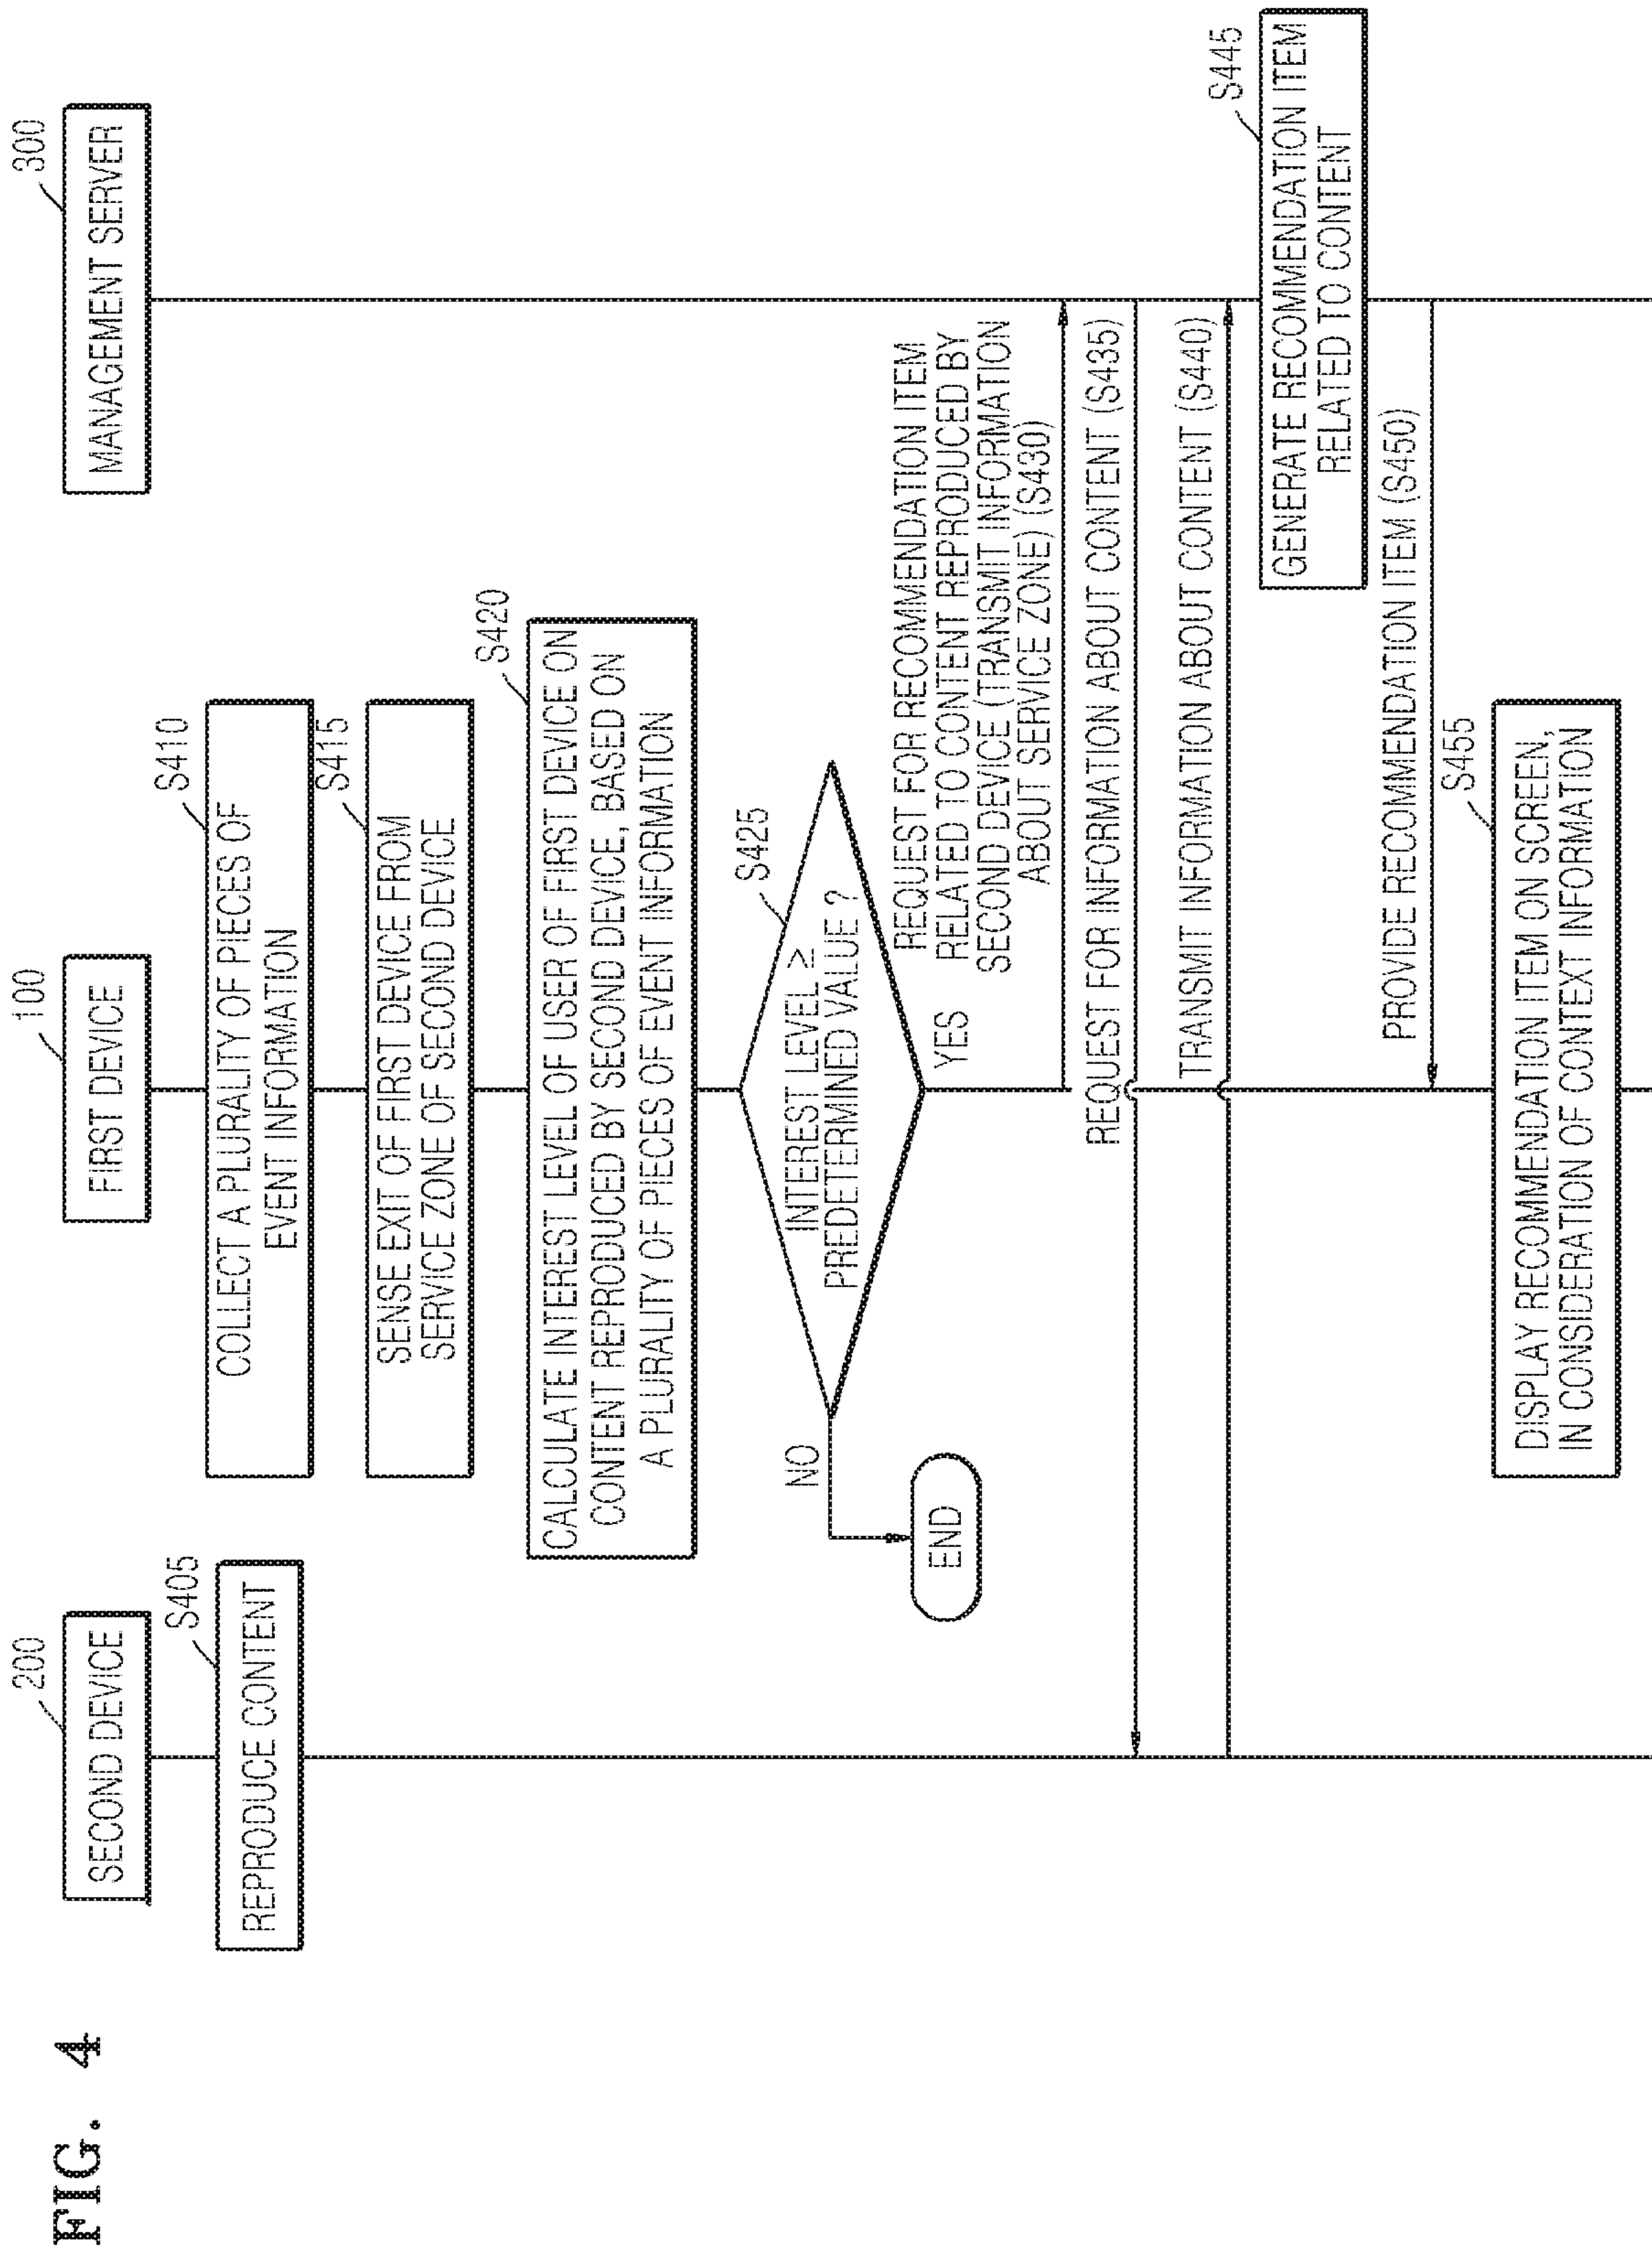 FIG. 4
200
SECOND DEVICE
100
FIRST DEVICE
300
MANAGEMENT SERVER
S405
REPRODUCE CONTENT
S410
COLLECT A PLURALITY OF PIECES OF
EVENT INFORMATION
S415
SENSE EXIT OF FIRST DEVICE FROM
SERVICE ZONE OF SECOND DEVICE
S420
CALCULATE INTEREST LEVEL OF USER OF FIRST DEVICE ON
CONTENT REPRODUCED BY SECOND DEVICE, BASED ON
A PLURALITY OF PIECES OF EVENT INFORMATION
S425
INTEREST LEVEL ≥
PREDETERMINED VALUE ?
NO
END
YES
REQUEST FOR RECOMMENDATION ITEM
RELATED TO CONTENT REPRODUCED BY
SECOND DEVICE (TRANSMIT INFORMATION
ABOUT SERVICE ZONE) (S430)
REQUEST FOR INFORMATION ABOUT CONTENT (S435)
TRANSMIT INFORMATION ABOUT CONTENT (S440)
S445
GENERATE RECOMMENDATION ITEM
RELATED TO CONTENT
PROVIDE RECOMMENDATION ITEM (S450)
S455
DISPLAY RECOMMENDATION ITEM ON SCREEN,
IN CONSIDERATION OF CONTEXT INFORMATION